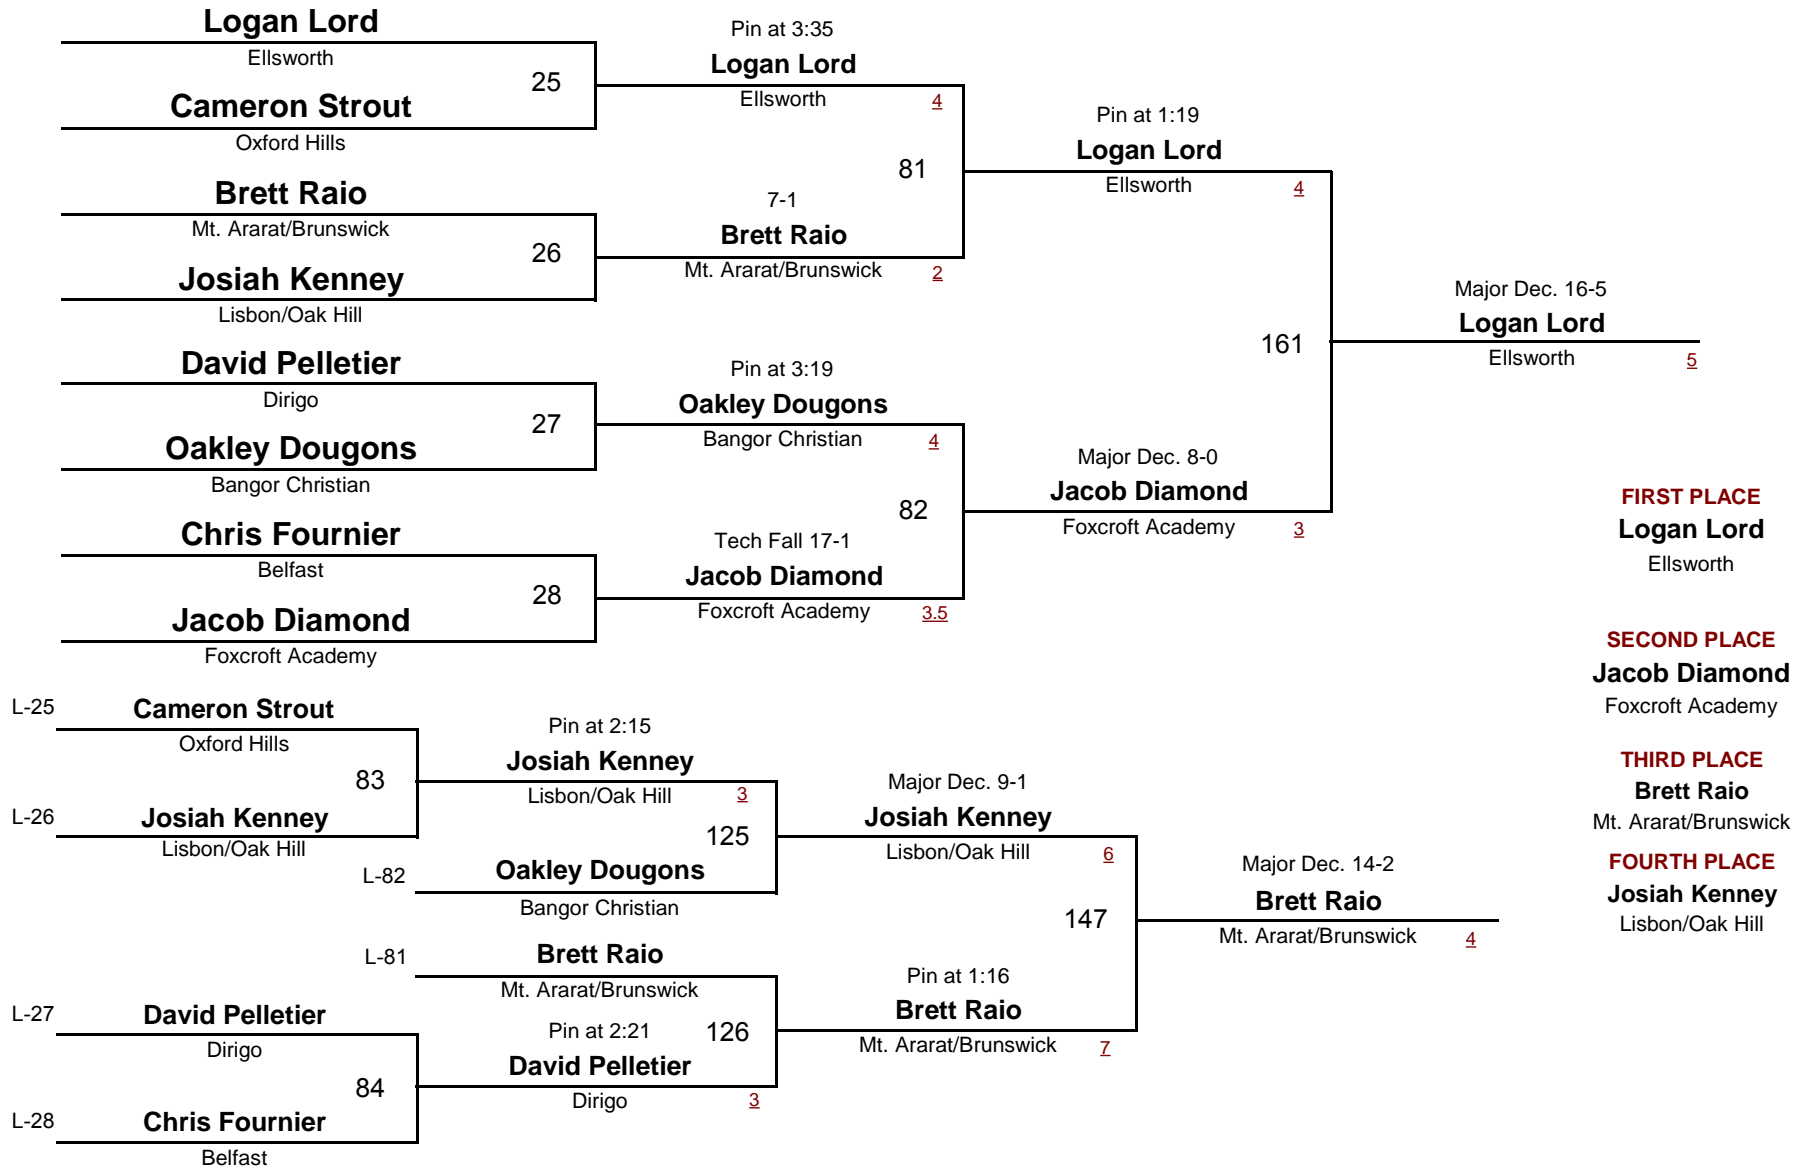 Logan Lord
Ellsworth
25
Cameron Strout
Oxford Hills
Brett Raio
Mt. Ararat/Brunswick
26
Josiah Kenney
Lisbon/Oak Hill
David Pelletier
Dirigo
27
Oakley Dougons
Bangor Christian
Chris Fournier
Belfast
28
Jacob Diamond
Foxcroft Academy
Pin at 3:35
Logan Lord
Ellsworth
4
81
7-1
Brett Raio
Mt. Ararat/Brunswick
2
Pin at 3:19
Oakley Dougons
Bangor Christian
4
82
Tech Fall 17-1
Jacob Diamond
Foxcroft Academy
3.5
Pin at 1:19
Logan Lord
Ellsworth
4
161
Major Dec. 8-0
Jacob Diamond
Foxcroft Academy
3
Major Dec. 16-5
Logan Lord
Ellsworth
5
FIRST PLACE
Logan Lord
Ellsworth
SECOND PLACE
Jacob Diamond
Foxcroft Academy
THIRD PLACE
Brett Raio
Mt. Ararat/Brunswick
FOURTH PLACE
Josiah Kenney
Lisbon/Oak Hill
L-25
Cameron Strout
Oxford Hills
83
L-26
Josiah Kenney
Lisbon/Oak Hill
L-27
David Pelletier
Dirigo
84
L-28
Chris Fournier
Belfast
Pin at 2:15
Josiah Kenney
Lisbon/Oak Hill
3
125
L-82
Oakley Dougons
Bangor Christian
L-81
Brett Raio
Mt. Ararat/Brunswick
126
Pin at 2:21
David Pelletier
Dirigo
3
Major Dec. 9-1
Josiah Kenney
Lisbon/Oak Hill
6
147
Pin at 1:16
Brett Raio
Mt. Ararat/Brunswick
7
Major Dec. 14-2
Brett Raio
Mt. Ararat/Brunswick
4